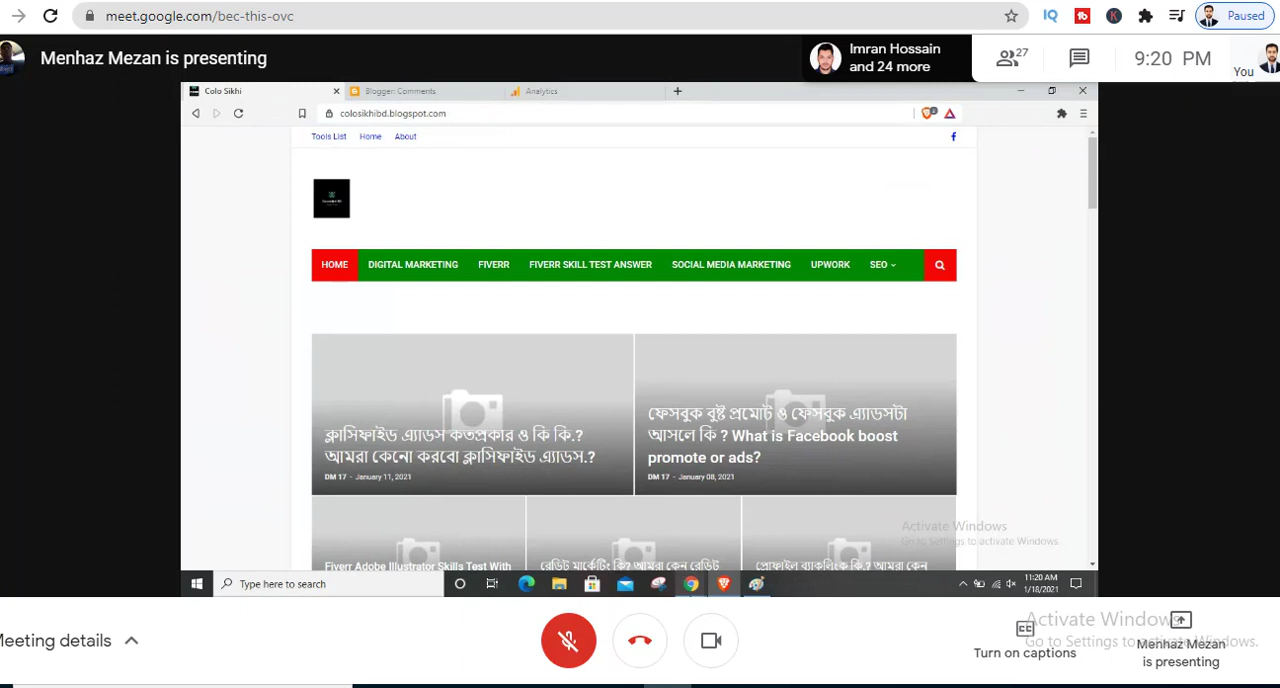 meet.google.com/bec-this-ovc
Paused
Menhaz Mezan is presenting
Imran Hossain
and 24 more
27
9:20 PM
You
Colo Sikhi
Blogger: Comments
Analytics
colosikhibd.blogspot.com
Tools List Home About
HOME DIGITAL MARKETING FIVERR FIVERR SKILL TEST ANSWER SOCIAL MEDIA MARKETING UPWORK SEO
ক্লাসিফাইড এ্যাডস কতপ্রকার ও কি কি.?
আমরা কেনো করবো ক্লাসিফাইড এ্যাডস.?
DM 17 - January 11, 2021
ফেসবুক বুষ্ট প্রমোট ও ফেসবুক এ্যাডসটা
আসলে কি ? What is Facebook boost
promote or ads?
DM 17 - January 08, 2021
Fiverr Adobe Illustrator Skills Test With
রেডিট মার্কেটিং কি? আমরা কেন রেডিট
প্রোফাইল ব্যাকলিংক কি.? আমরা কেন
Activate Windows
Go to Settings to activate Windows.
Type here to search
11:20 AM
1/18/2021
Meeting details
Turn on captions
Activate Windows
Go to Settings to activate Windows.
Menhaz Mezan
is presenting